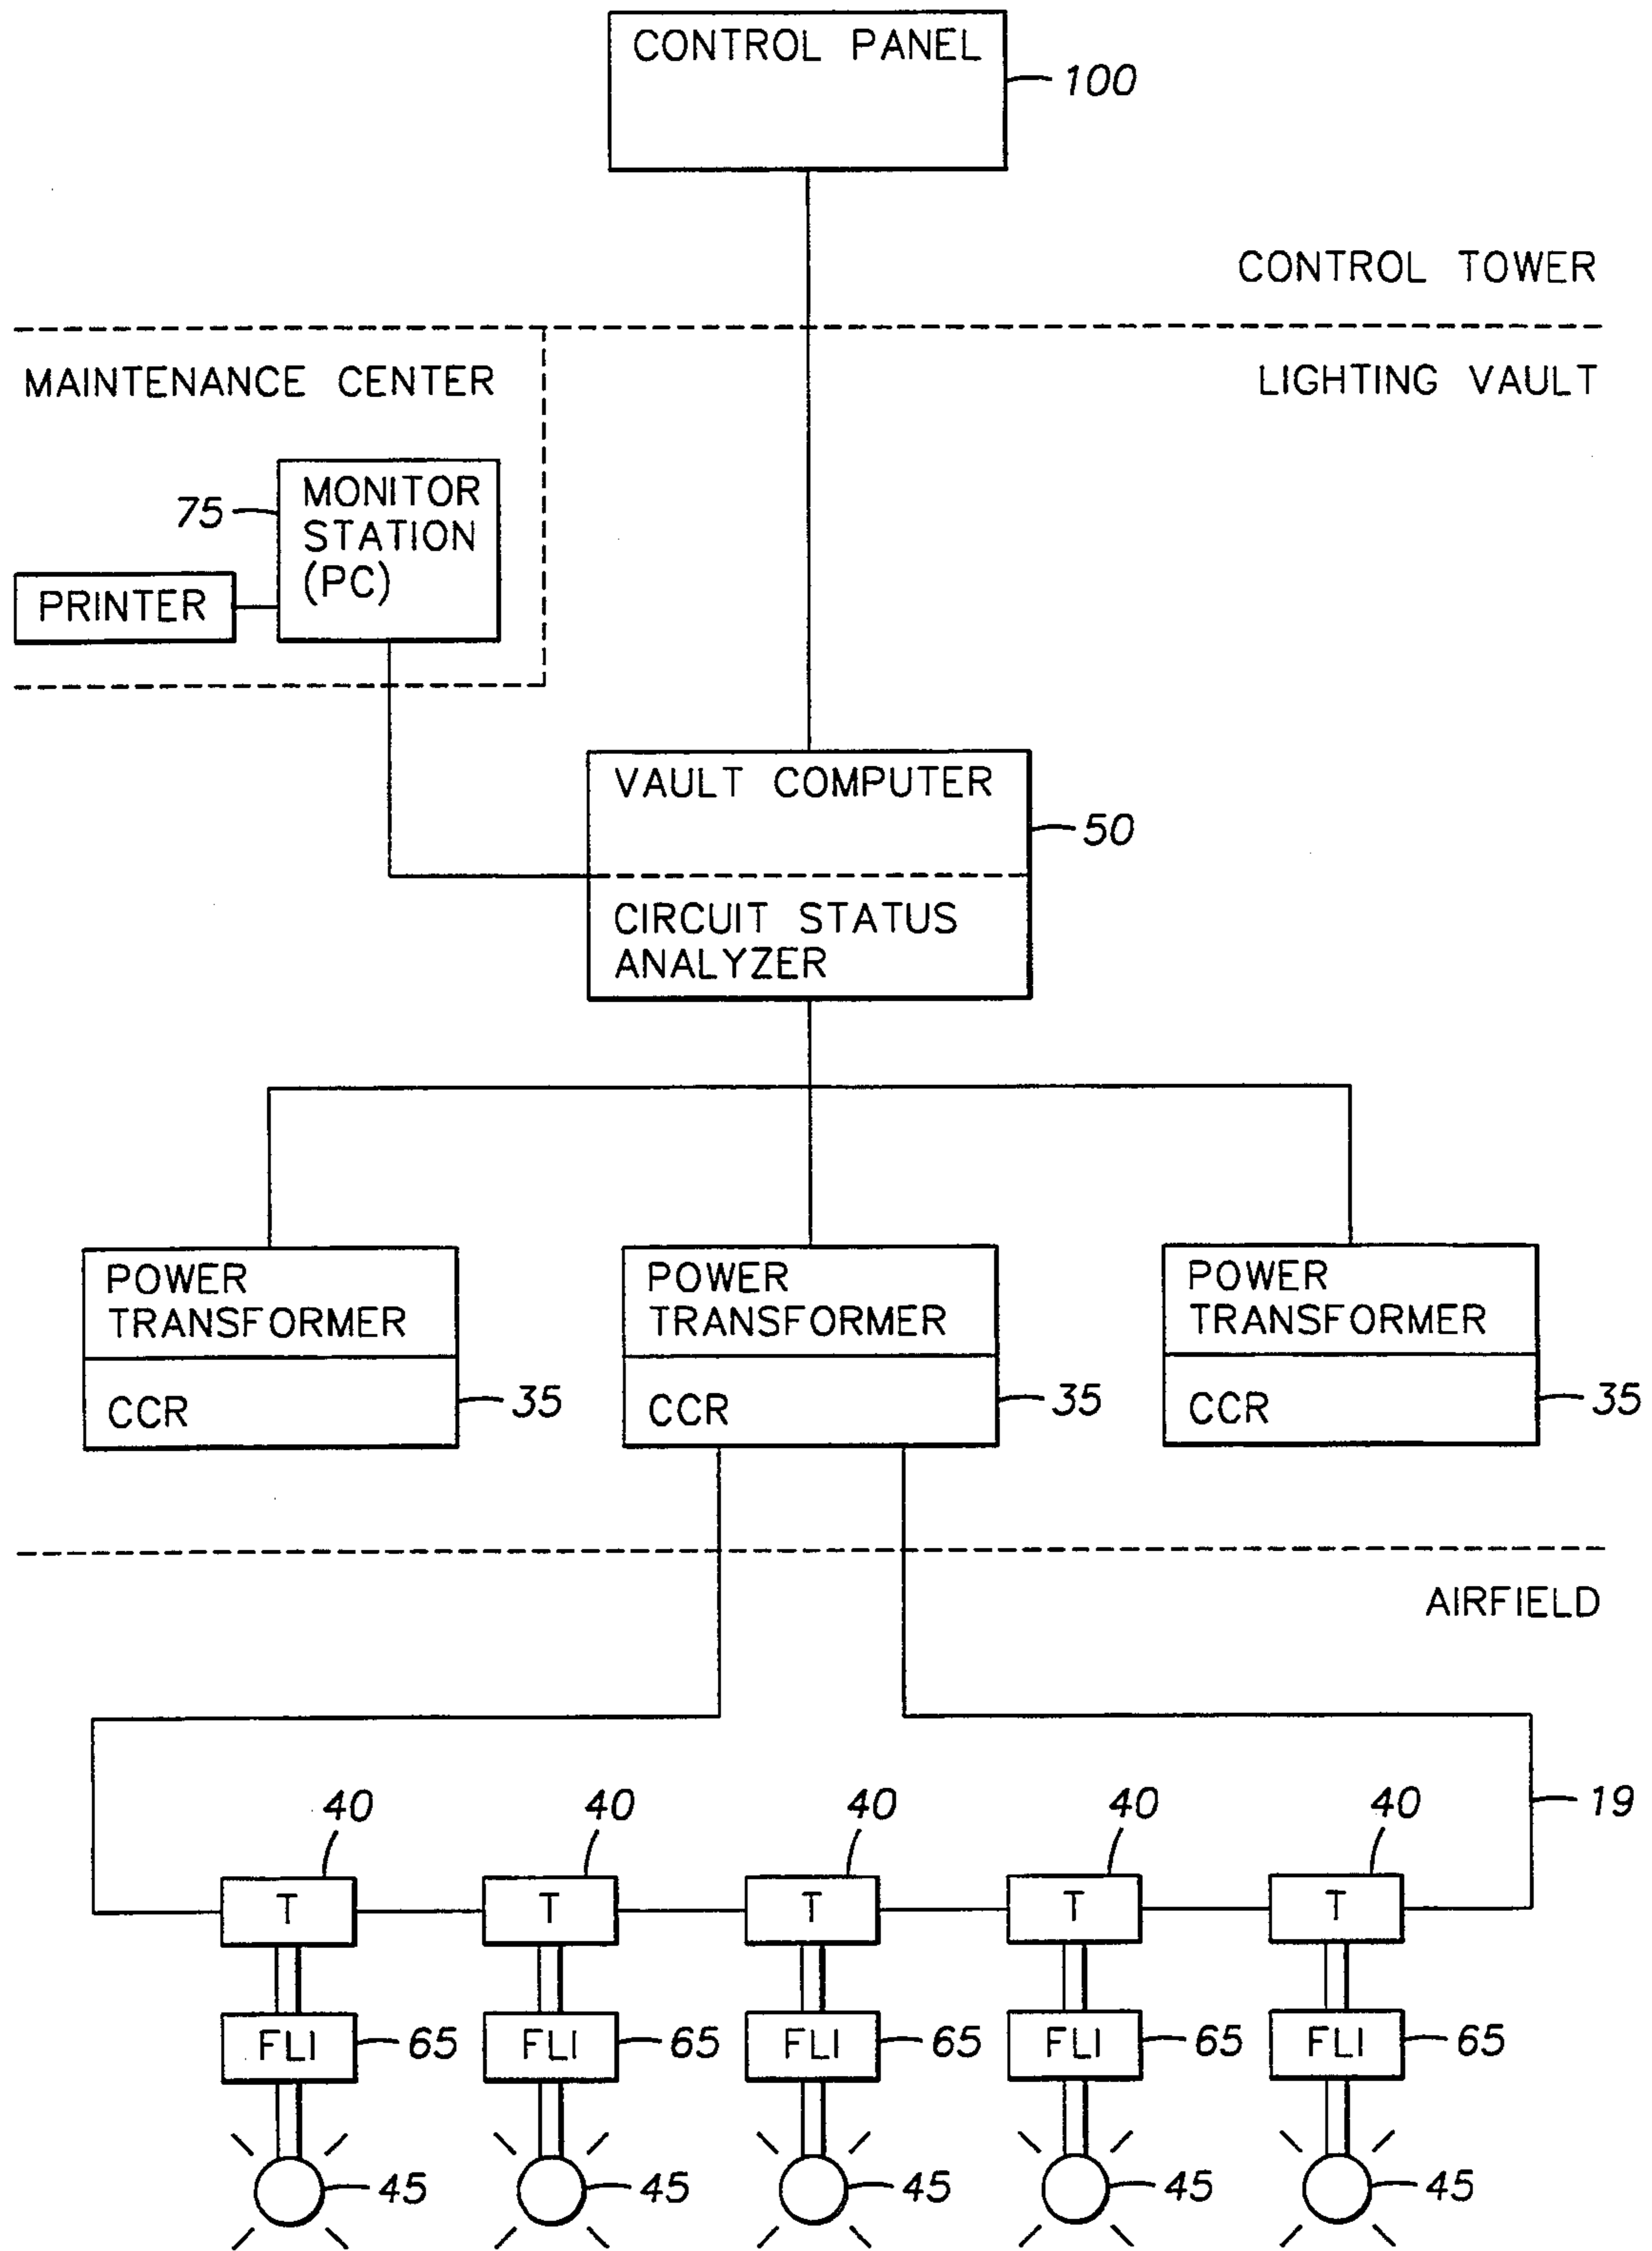 CONTROL PANEL
100
CONTROL TOWER
MAINTENANCE CENTER
LIGHTING VAULT
75
MONITOR
STATION
(PC)
PRINTER
VAULT COMPUTER
50
CIRCUIT STATUS
ANALYZER
POWER
TRANSFORMER
CCR
35
POWER
TRANSFORMER
CCR
35
POWER
TRANSFORMER
CCR
35
AIRFIELD
19
40 40 40 40 40
T T T T T
FLI 65 FLI 65 FLI 65 FLI 65 FLI 65
45 45 45 45 45